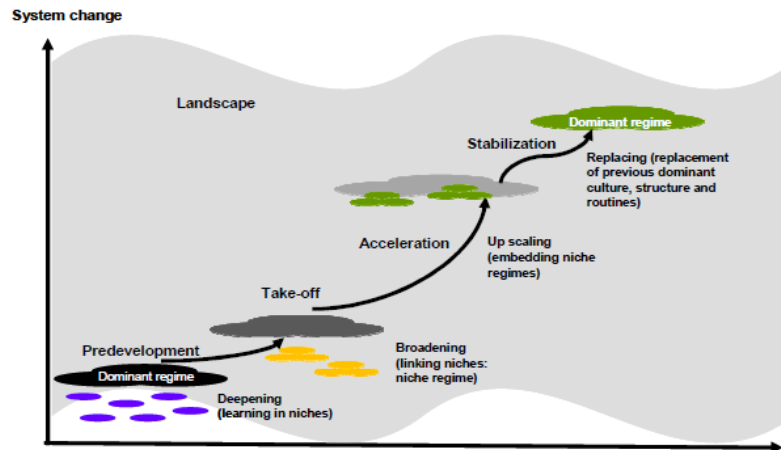 System change
Landscape
Dominant regime
Stabilization
Replacing (replacement
of previous dominant
culture, structure and
routines)
Acceleration
Up scaling
(embedding niche
regimes)
Take-off
Predevelopment
Broadening
(linking niches:
niche regime)
Dominant regime
Deepening
(learning in niches)